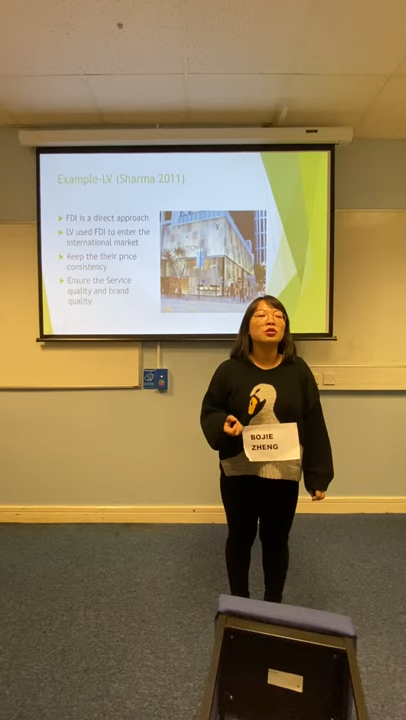 Example-LV (Sharma 2011)
FDI is a direct approach
LV used FDI to enter the
international market
Keep the their price
consistency
Ensure the Service
quality and brand
quality
BOJIE
ZHENG